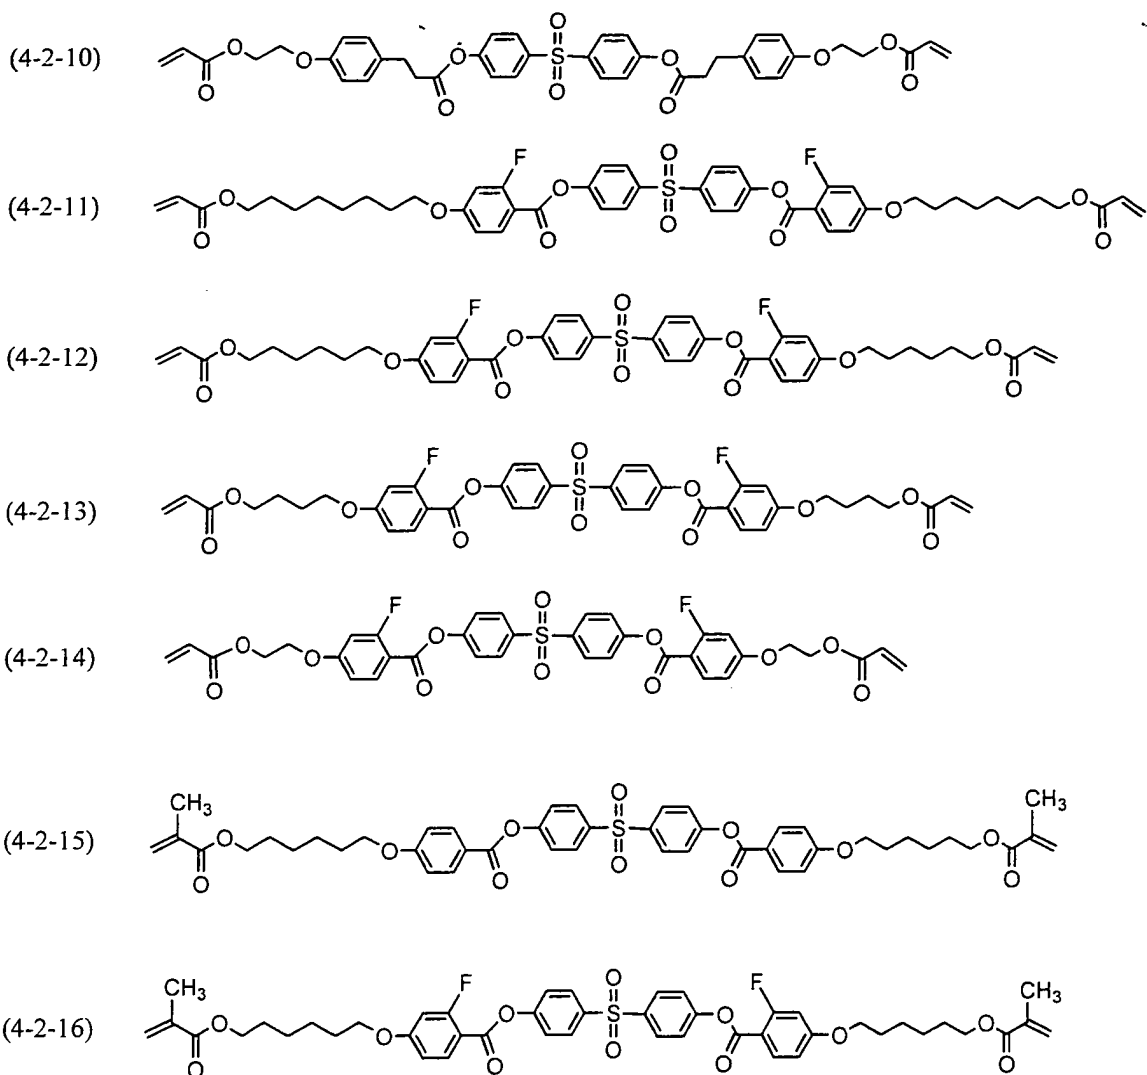 (4-2-10)
O O O O S O O O O O O O
(4-2-11)
O O O F O O O S O O O F O O O
(4-2-12)
O O O F O O O S O O O F O O O
(4-2-13)
O O O F O O O S O O O F O O O
(4-2-14)
O O O F O O O S O O O F O O O
(4-2-15)
CH3 O O O O O O S O O O O O CH3 O
(4-2-16)
CH3 O O O F O O O S O O O F O O CH3 O